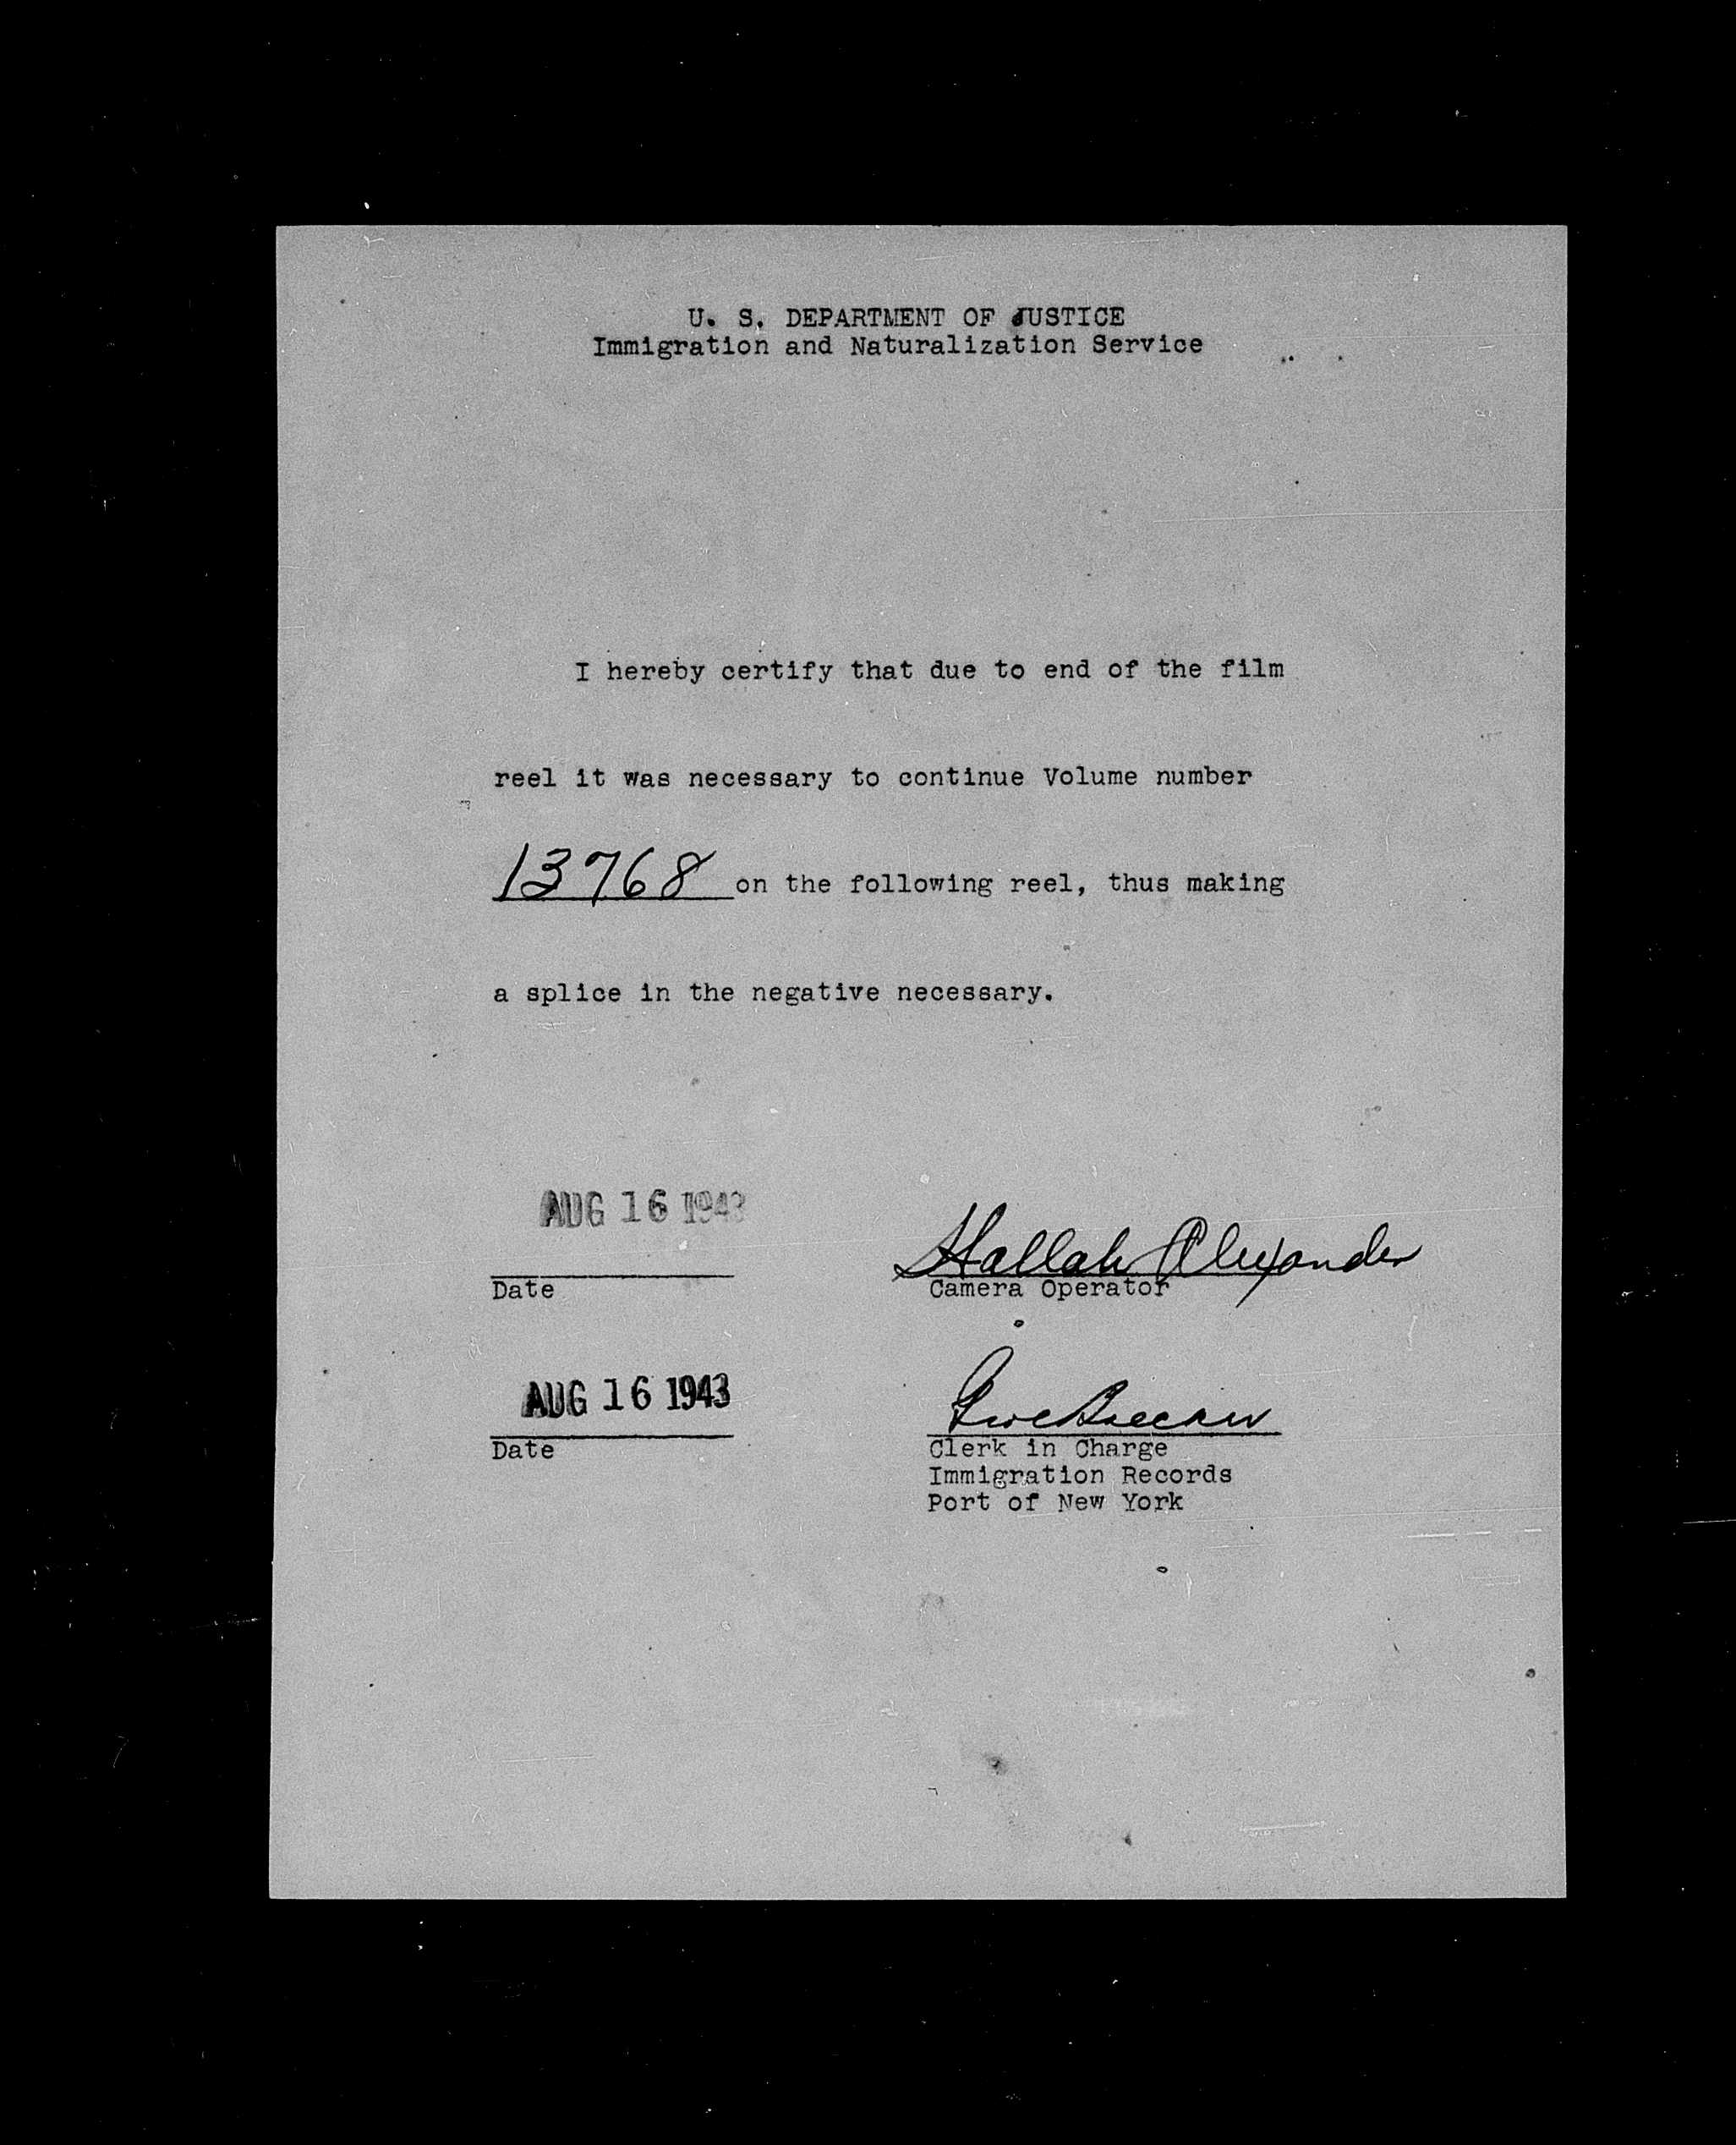 U. S. DEPARTMENT OF JUSTICE
Immigration and Naturalization Service
I hereby certify that due to end of the film
reel it was necessary to continue Volume number
13768 on the following reel, thus making
a splice in the negative necessary.
AUG 16 1943
Date
Hallah Alexander
Camera Operator
AUG 16 1943
Date
Clerk in Charge
Immigration Records
Port of New York